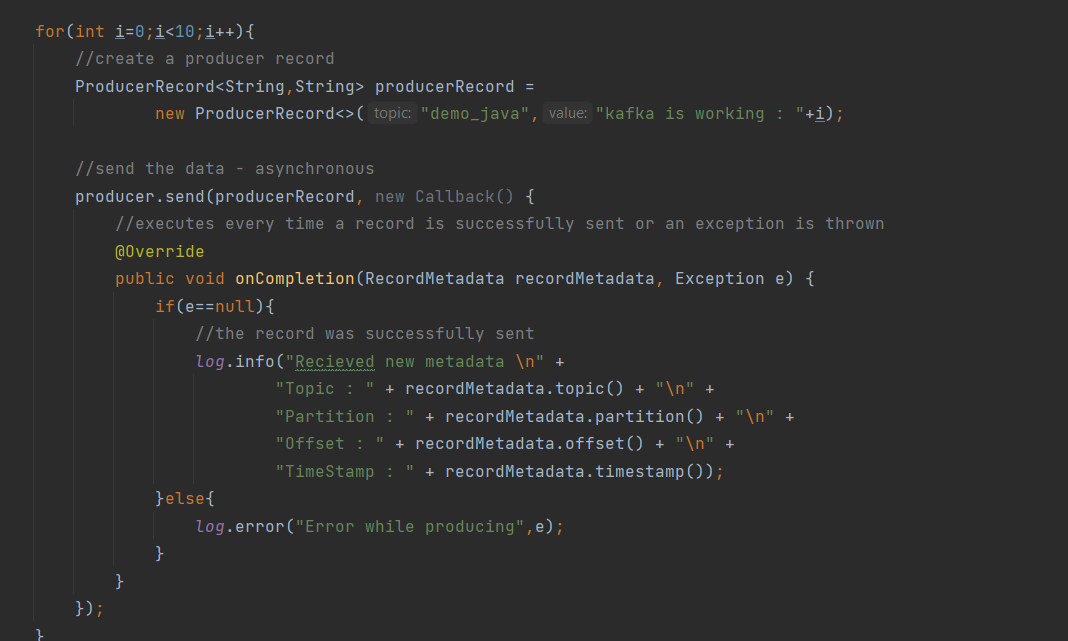 for(int i=0;i<10;i++){
//create a producer record
ProducerRecord<String,String> producerRecord =
new ProducerRecord<>( topic: "demo_java", value: "kafka is working : "+i);
//send the data - asynchronous
producer.send(producerRecord, new Callback() {
//executes every time a record is successfully sent or an exception is thrown
@Override
public void onCompletion(RecordMetadata recordMetadata, Exception e) {
if(e==null){
//the record was successfully sent
log.info("Recieved new metadata \n" +
"Topic : " + recordMetadata.topic() + "\n" +
"Partition : " + recordMetadata.partition() + "\n" +
"Offset : " + recordMetadata.offset() + "\n" +
"TimeStamp : " + recordMetadata.timestamp());
}else{
log.error("Error while producing",e);
}
}
});
}